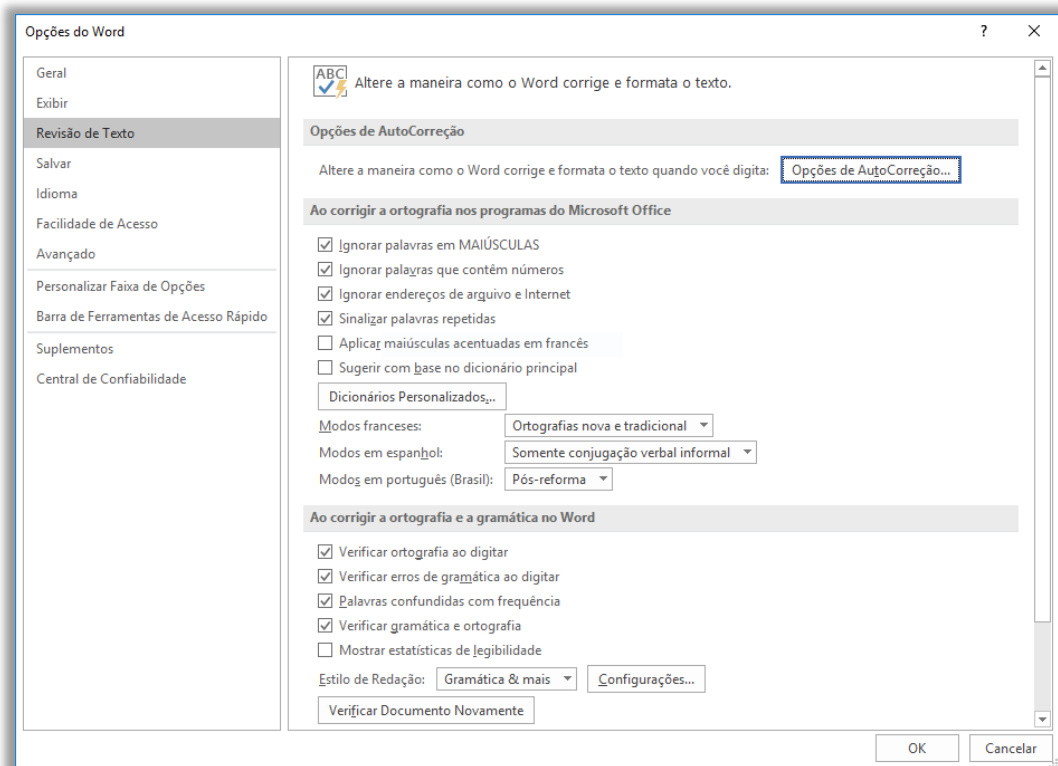 Opções do Word
?
Geral
Exibir
Revisão de Texto
Salvar
Idioma
Facilidade de Acesso
Avançado
Personalizar Faixa de Opções
Barra de Ferramentas de Acesso Rápido
Suplementos
Central de Confiabilidade
ABC
Altere a maneira como o Word corrige e formata o texto.
Opções de AutoCorreção
Altere a maneira como o Word corrige e formata o texto quando você digita: Opções de AutoCorreção...
Ao corrigir a ortografia nos programas do Microsoft Office
Ignorar palavras em MAIÚSCULAS
Ignorar palavras que contêm números
Ignorar endereços de arquivo e Internet
Sinalizar palavras repetidas
Aplicar maiúsculas acentuadas em francês
Sugerir com base no dicionário principal
Dicionários Personalizados...
Modos franceses: Ortografias nova e tradicional
Modos em espanhol: Somente conjugação verbal informal
Modos em português (Brasil): Pós-reforma
Ao corrigir a ortografia e a gramática no Word
Verificar ortografia ao digitar
Verificar erros de gramática ao digitar
Palavras confundidas com frequência
Verificar gramática e ortografia
Mostrar estatísticas de legibilidade
Estilo de Redação: Gramática & mais Configurações...
Verificar Documento Novamente
OK Cancelar